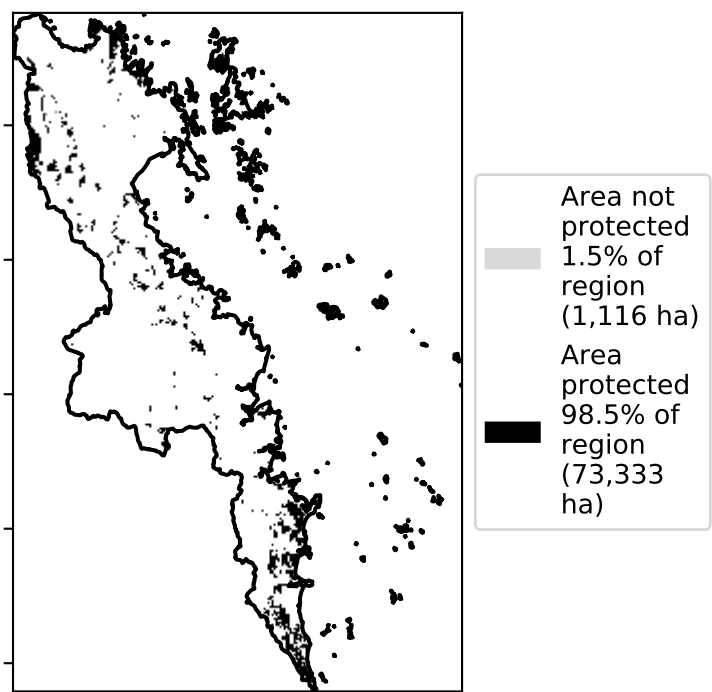 Area not
protected
1.5% of
region
(1,116 ha)
Area
protected
98.5% of
region
(73,333
ha)